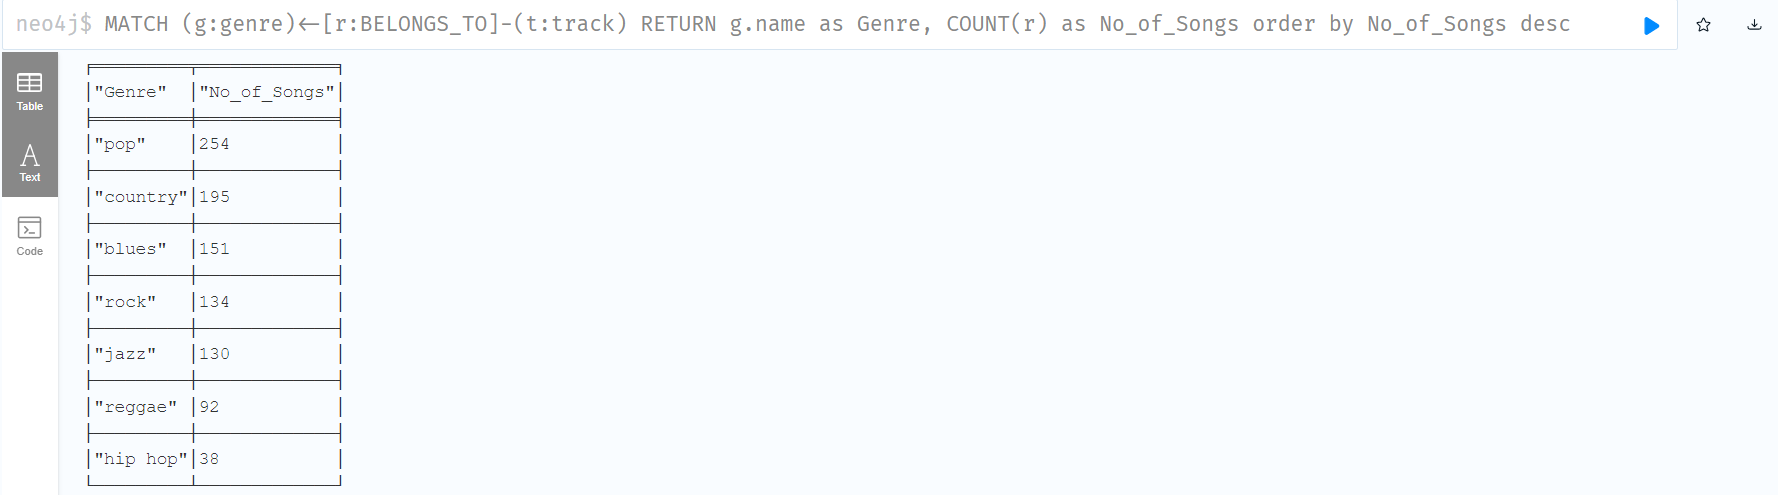 neo4j$ MATCH (g:genre)<-[r:BELONGS_TO]-(t:track) RETURN g.name as Genre, COUNT(r) as No_of_Songs order by No_of_Songs desc
Table
Text
Code
"Genre" "No_of_Songs"
"pop" 254
"country" 195
"blues" 151
"rock" 134
"jazz" 130
"reggae" 92
"hip hop" 38